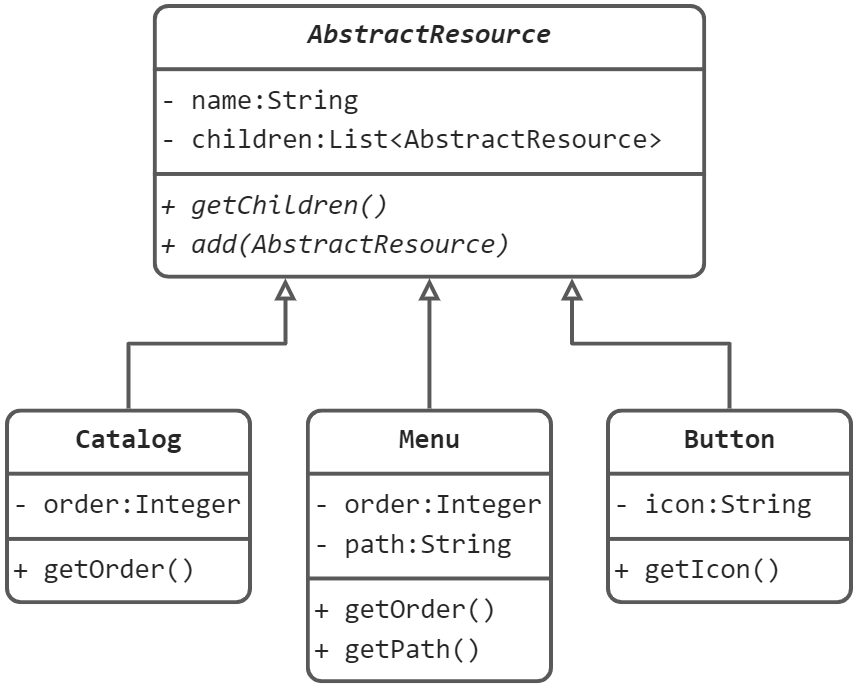 AbstractResource
- name:String
- children:List<AbstractResource>
+ getChildren()
+ add(AbstractResource)
Catalog
- order:Integer
+ getOrder()
Menu
- order:Integer
- path:String
+ getOrder()
+ getPath()
Button
- icon:String
+ getIcon()